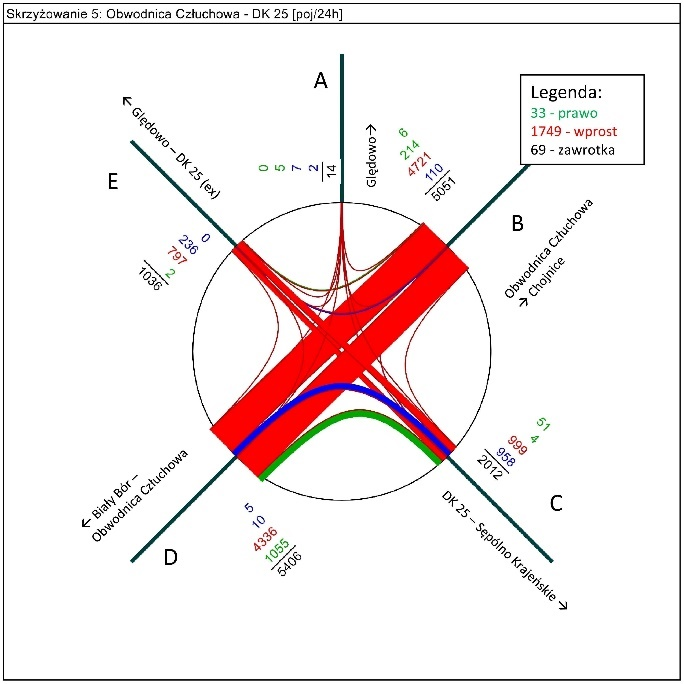 Skrzyżowanie 5: Obwodnica Człuchowa - DK 25 [poj/24h]
Legenda:
33 - prawo
1749 - wprost
69 - zawrotka
A
← Ględowo – DK 25 (ex)
E
0
5
7
2
14
Ględowo →
6
214
4721
110
5051
B
Obwodnica Człuchowa
→ Chojnice
0
236
797
2
1036
51
4
999
958
2012
C
DK 25 – Sępólno Krajeńskie →
← Biały Bór –
Obwodnica Człuchowa
D
5
10
4336
1055
5406